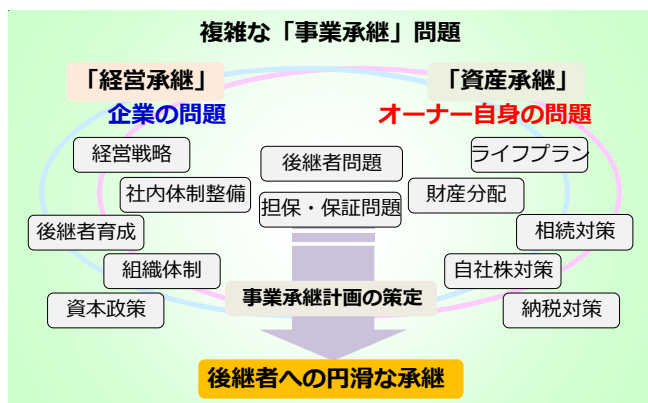 複雑な「事業承継」問題
「経営承継」
企業の問題
「資産承継」
オーナー自身の問題
経営戦略
社内体制整備
後継者育成
組織体制
資本政策
後継者問題
担保・保証問題
ライフプラン
財産分配
相続対策
自社株対策
納税対策
事業承継計画の策定
後継者への円滑な承継